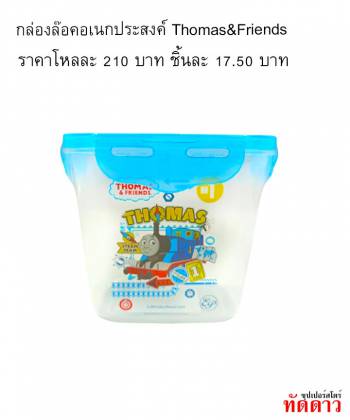 กล่องล๊อคอเนกประสงค์ Thomas&Friends
ราคาโหลละ 210 บาท ชิ้นละ 17.50 บาท
THOMAS
& FRIENDS
THOMAS
STEAM
TEAM
1
ซุปเปอร์สโตร์
ทัดดาว